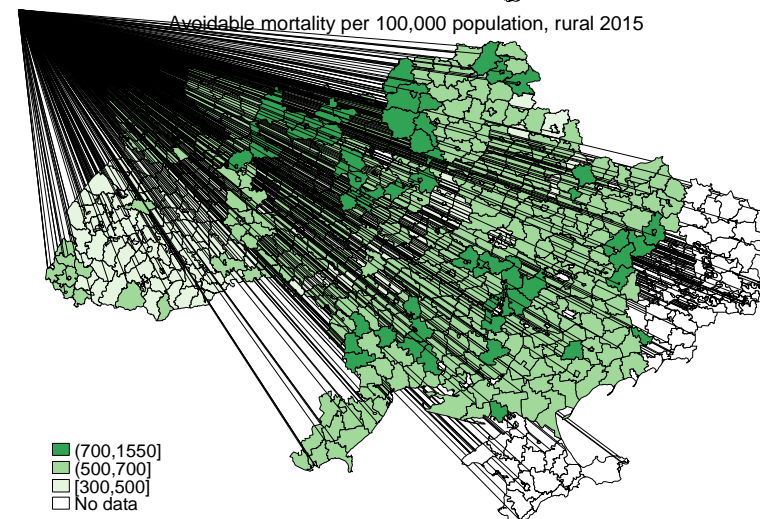 Avoidable mortality per 100,000 population, rural 2015
(700,1550]
(500,700]
[300,500]
No data